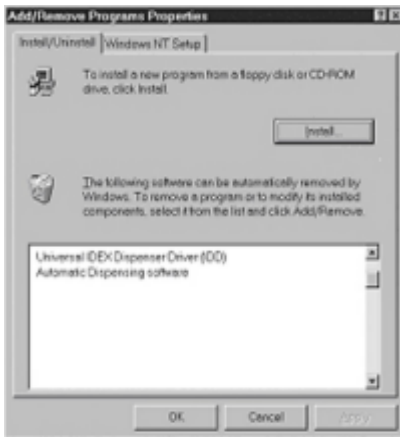 Add/Remove Programs Properties
Install/Uninstall Windows NT Setup
To install a new program from a floppy disk or CD-ROM
drive, click Install.
Install...
The following software can be automatically removed by
Windows. To remove a program or to modify its installed
components, select it from the list and click Add/Remove.
Universal IDEX Dispenser Driver (IDD)
Automatic Dispensing software
OK Cancel Apply